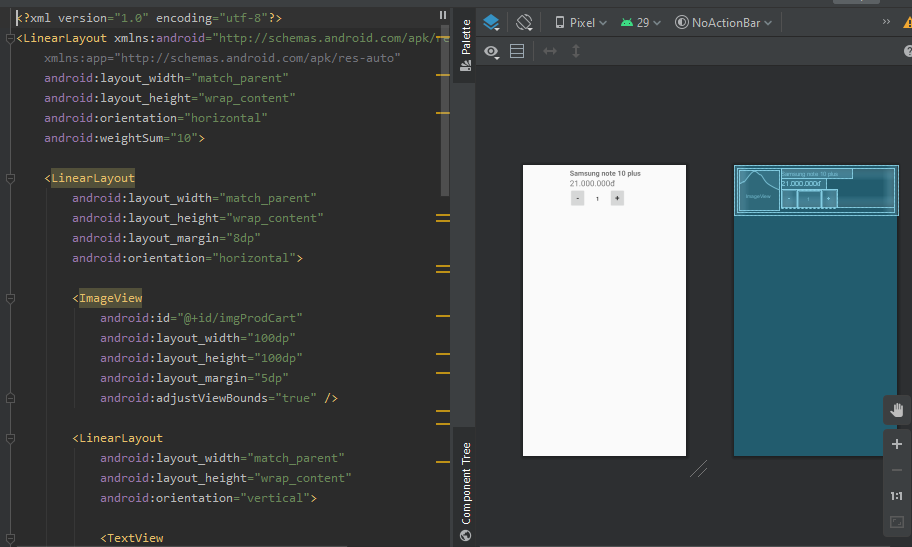 <?xml version="1.0" encoding="utf-8"?>
<LinearLayout xmlns:android="http://schemas.android.com/apk/re
xmlns:app="http://schemas.android.com/apk/res-auto"
android:layout_width="match_parent"
android:layout_height="wrap_content"
android:orientation="horizontal"
android:weightSum="10">
<LinearLayout
android:layout_width="match_parent"
android:layout_height="wrap_content"
android:layout_margin="8dp"
android:orientation="horizontal">
<ImageView
android:id="@+id/imgProdCart"
android:layout_width="100dp"
android:layout_height="100dp"
android:layout_margin="5dp"
android:adjustViewBounds="true" />
<LinearLayout
android:layout_width="match_parent"
android:layout_height="wrap_content"
android:orientation="vertical">
<TextView
Palette
Component Tree
Pixel 29 NoActionBar »
Samsung note 10 plus
21.000.000đ
- 1 +
Samsung note 10 plus
21.000.000đ
ImageView
- 1 +
1:1